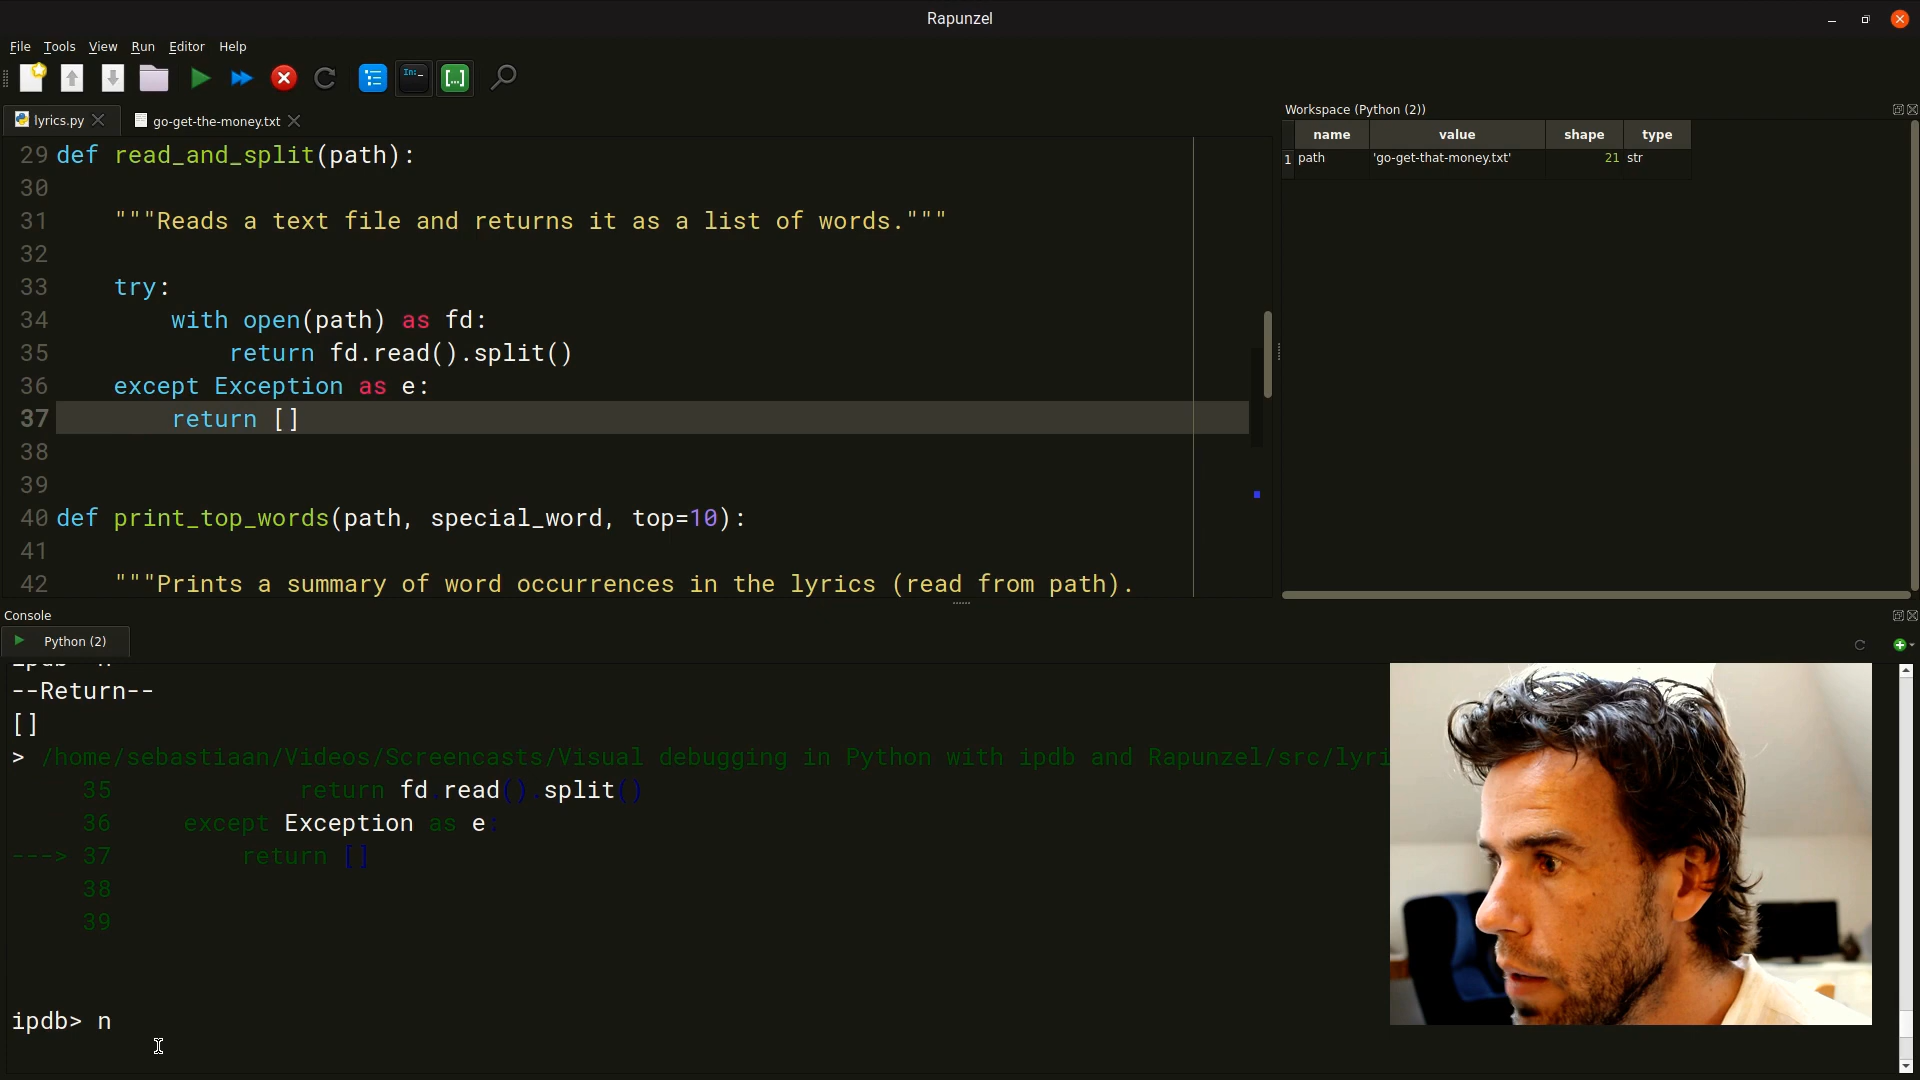 Rapunzel
File Tools View Run Editor Help
In:_
[...]
lyrics.py
go-get-the-money.txt
29 def read_and_split(path):
30
31 """Reads a text file and returns it as a list of words."""
32
33 try:
34 with open(path) as fd:
35 return fd.read().split()
36 except Exception as e:
37 return []
38
39
40 def print_top_words(path, special_word, top=10):
41
42 """Prints a summary of word occurrences in the lyrics (read from path).
Workspace (Python (2))
name value shape type
1 path 'go-get-that-money.txt' 21 str
Console
Python (2)
--Return--
[]
> /home/sebastiaan/Videos/Screencasts/Visual debugging in Python with ipdb and Rapunzel/src/lyri
35 return fd.read().split()
36 except Exception as e:
---> 37 return []
38
39
ipdb> n